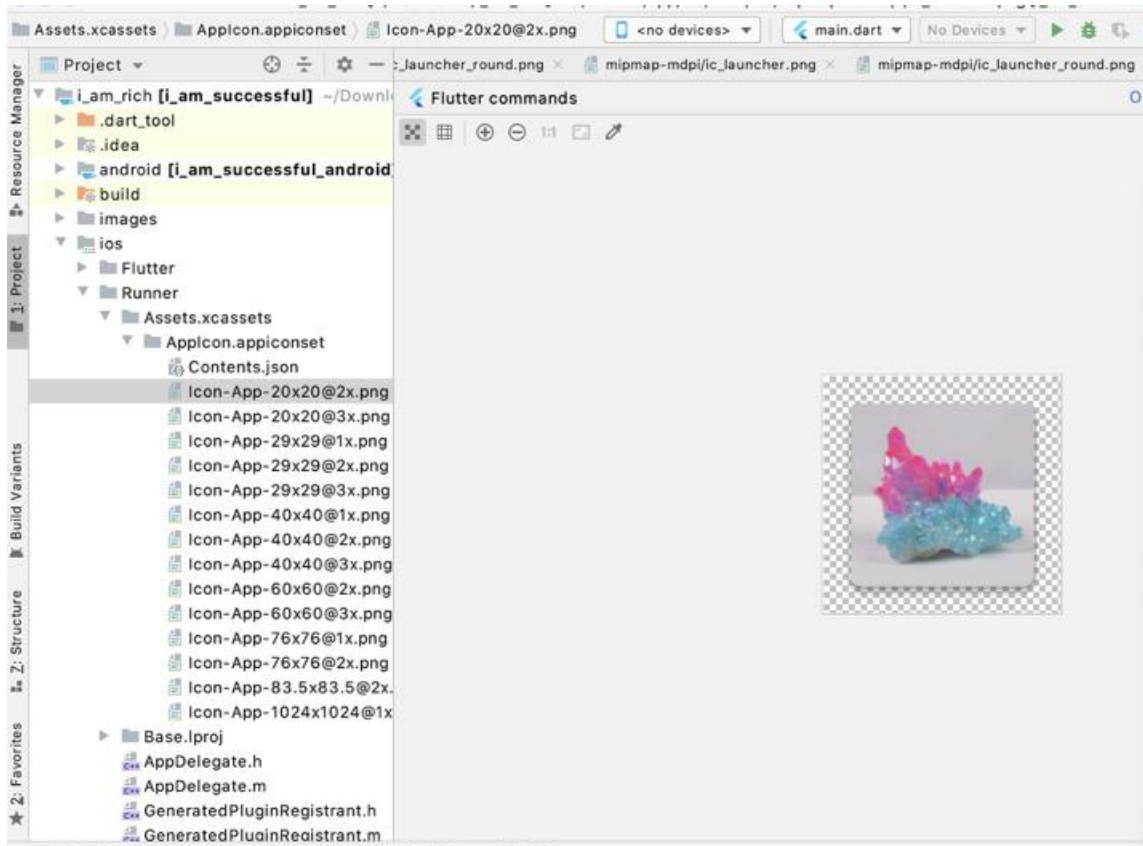 Assets.xcassets AppIcon.appiconset Icon-App-20x20@2x.png <no devices> main.dart No Devices
Project _launcher_round.png mipmap-mdpi/ic_launcher.png mipmap-mdpi/ic_launcher_round.png
i_am_rich [i_am_successful] Flutter commands
.dart_tool
1:1
.idea
android [i_am_successful_android]
build
images
ios
Flutter
Runner
Assets.xcassets
AppIcon.appiconset
Contents.json
Icon-App-20x20@2x.png
Icon-App-20x20@3x.png
Icon-App-29x29@1x.png
Icon-App-29x29@2x.png
Icon-App-29x29@3x.png
Icon-App-40x40@1x.png
Icon-App-40x40@2x.png
Icon-App-40x40@3x.png
Icon-App-60x60@2x.png
Icon-App-60x60@3x.png
Icon-App-76x76@1x.png
Icon-App-76x76@2x.png
Icon-App-83.5x83.5@2x.
Icon-App-1024x1024@1x
Base.lproj
AppDelegate.h
AppDelegate.m
GeneratedPluginRegistrant.h
GeneratedPluginRegistrant.m
Resource Manager
1: Project
Build Variants
Z: Structure
2: Favorites